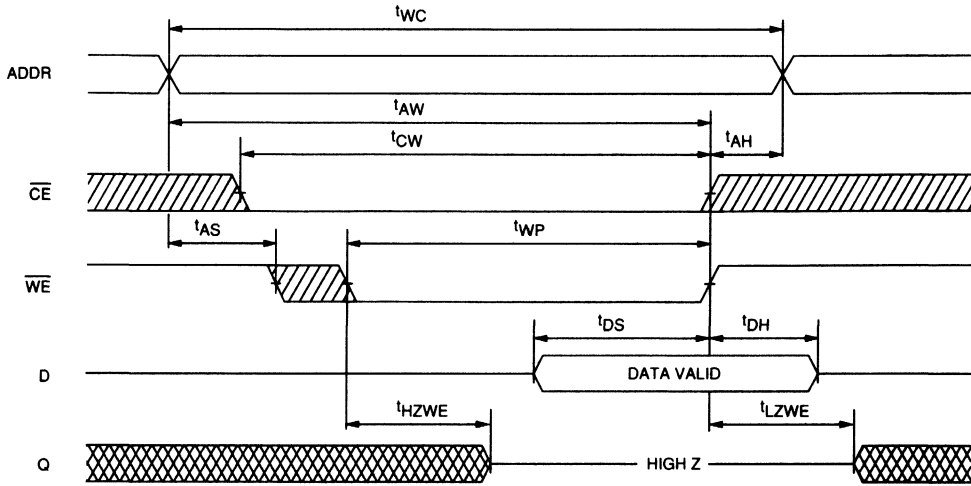 tWC
ADDR
tAW
tCW
tAH
CE
tAS
tWP
WE
tDS
tDH
D
DATA VALID
tHZWE
tLZWE
Q
HIGH Z